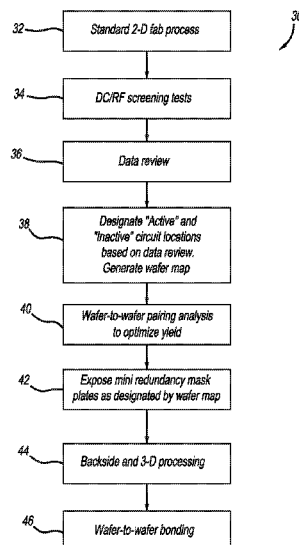 30
32
Standard 2-D fab process
34
DC/RF screening tests
36
Data review
38
Designate "Active" and
"Inactive" circuit locations
based on data review.
Generate wafer map
40
Wafer-to-wafer pairing analysis
to optimize yield
42
Expose mini redundancy mask
plates as designated by wafer map
44
Backside and 3-D processing
46
Wafer-to-wafer bonding